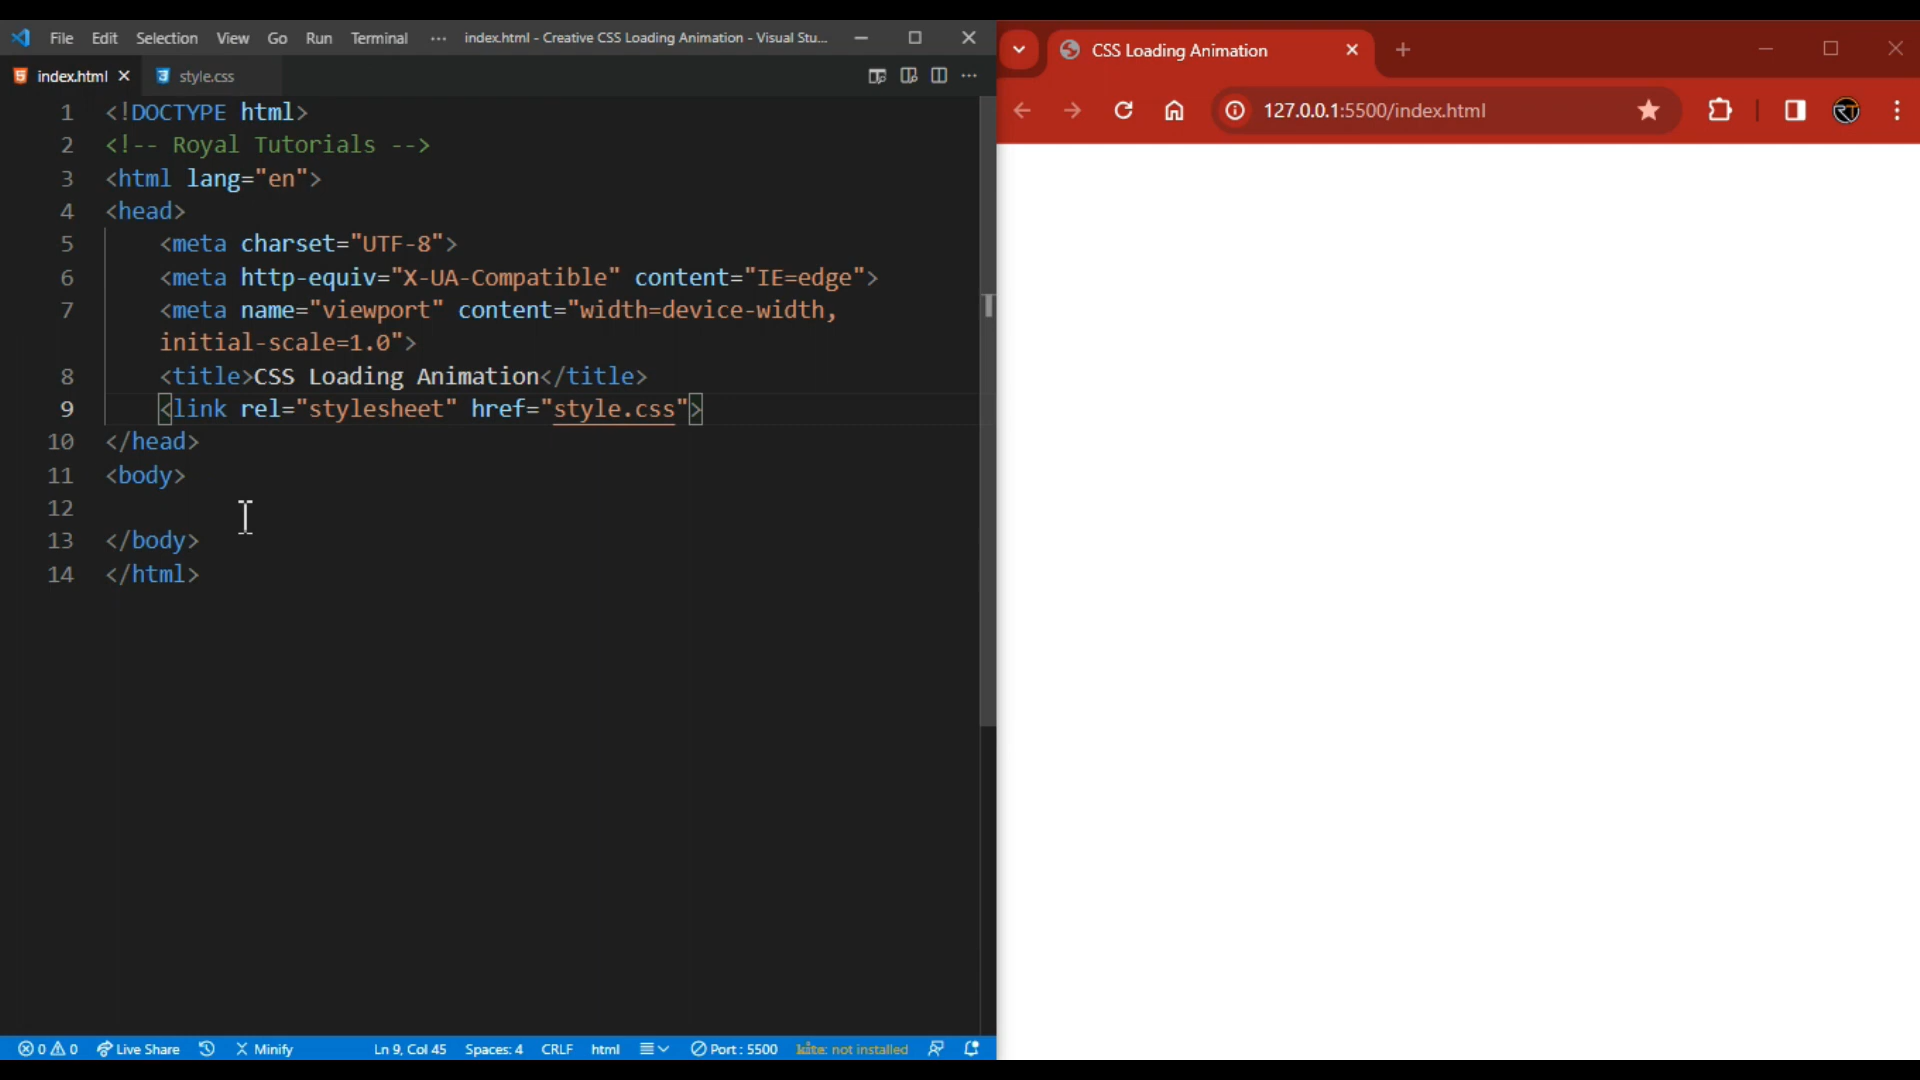 File Edit Selection View Go Run Terminal ··· index.html - Creative CSS Loading Animation - Visual Stu...
index.html style.css
1 <!DOCTYPE html>
2 <!-- Royal Tutorials -->
3 <html lang="en">
4 <head>
5 <meta charset="UTF-8">
6 <meta http-equiv="X-UA-Compatible" content="IE=edge">
7 <meta name="viewport" content="width=device-width,
initial-scale=1.0">
8 <title>CSS Loading Animation</title>
9 <link rel="stylesheet" href="style.css">
10 </head>
11 <body>
12
13 </body>
14 </html>
0 0 Live Share Minify Ln 9, Col 45 Spaces: 4 CRLF html Port : 5500 kite: not installed
CSS Loading Animation
127.0.0.1:5500/index.html
RT